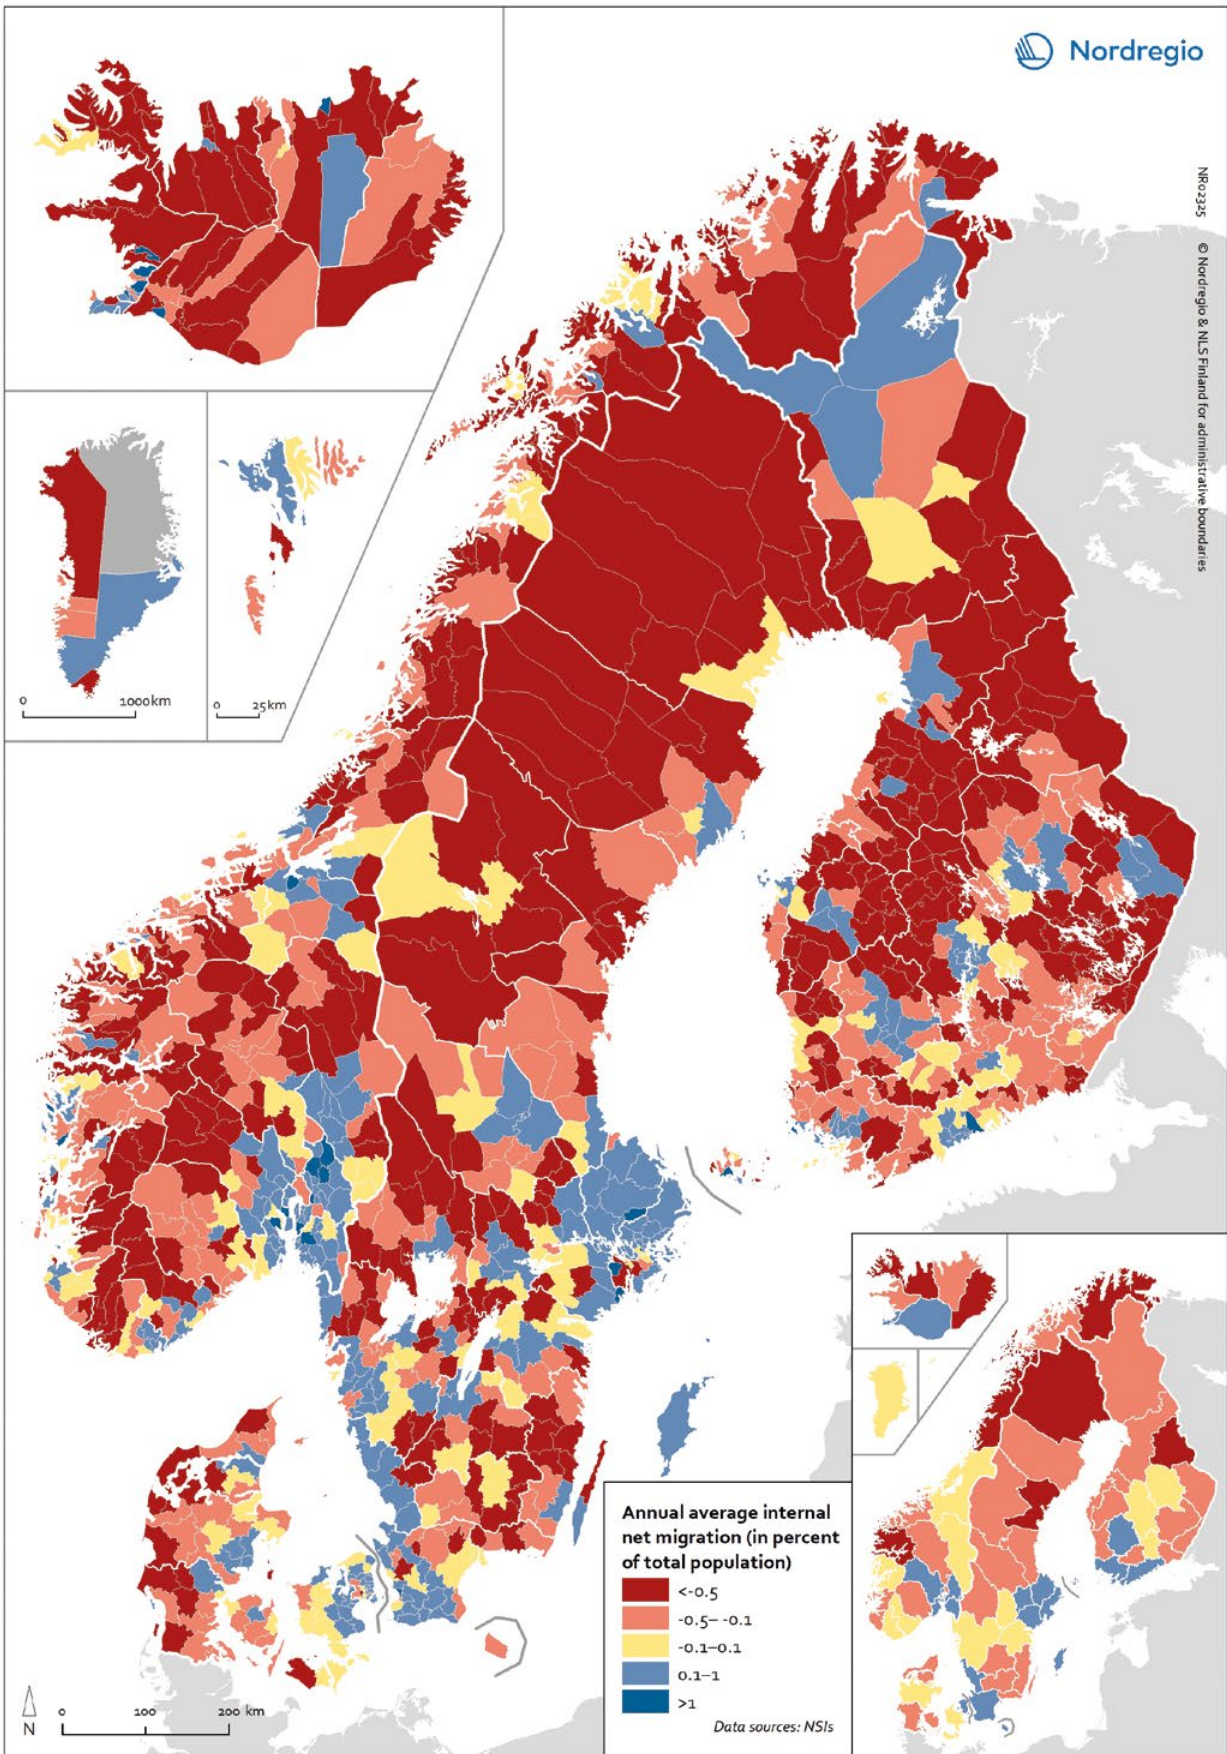 Nordregio
NR02325 © Nordregio & NLS Finland for administrative boundaries
0 1000km
0 25km
Annual average internal
net migration (in percent
of total population)
<-0.5
-0.5– -0.1
-0.1–0.1
0.1–1
>1
Data sources: NSIs
N
0 100 200 km